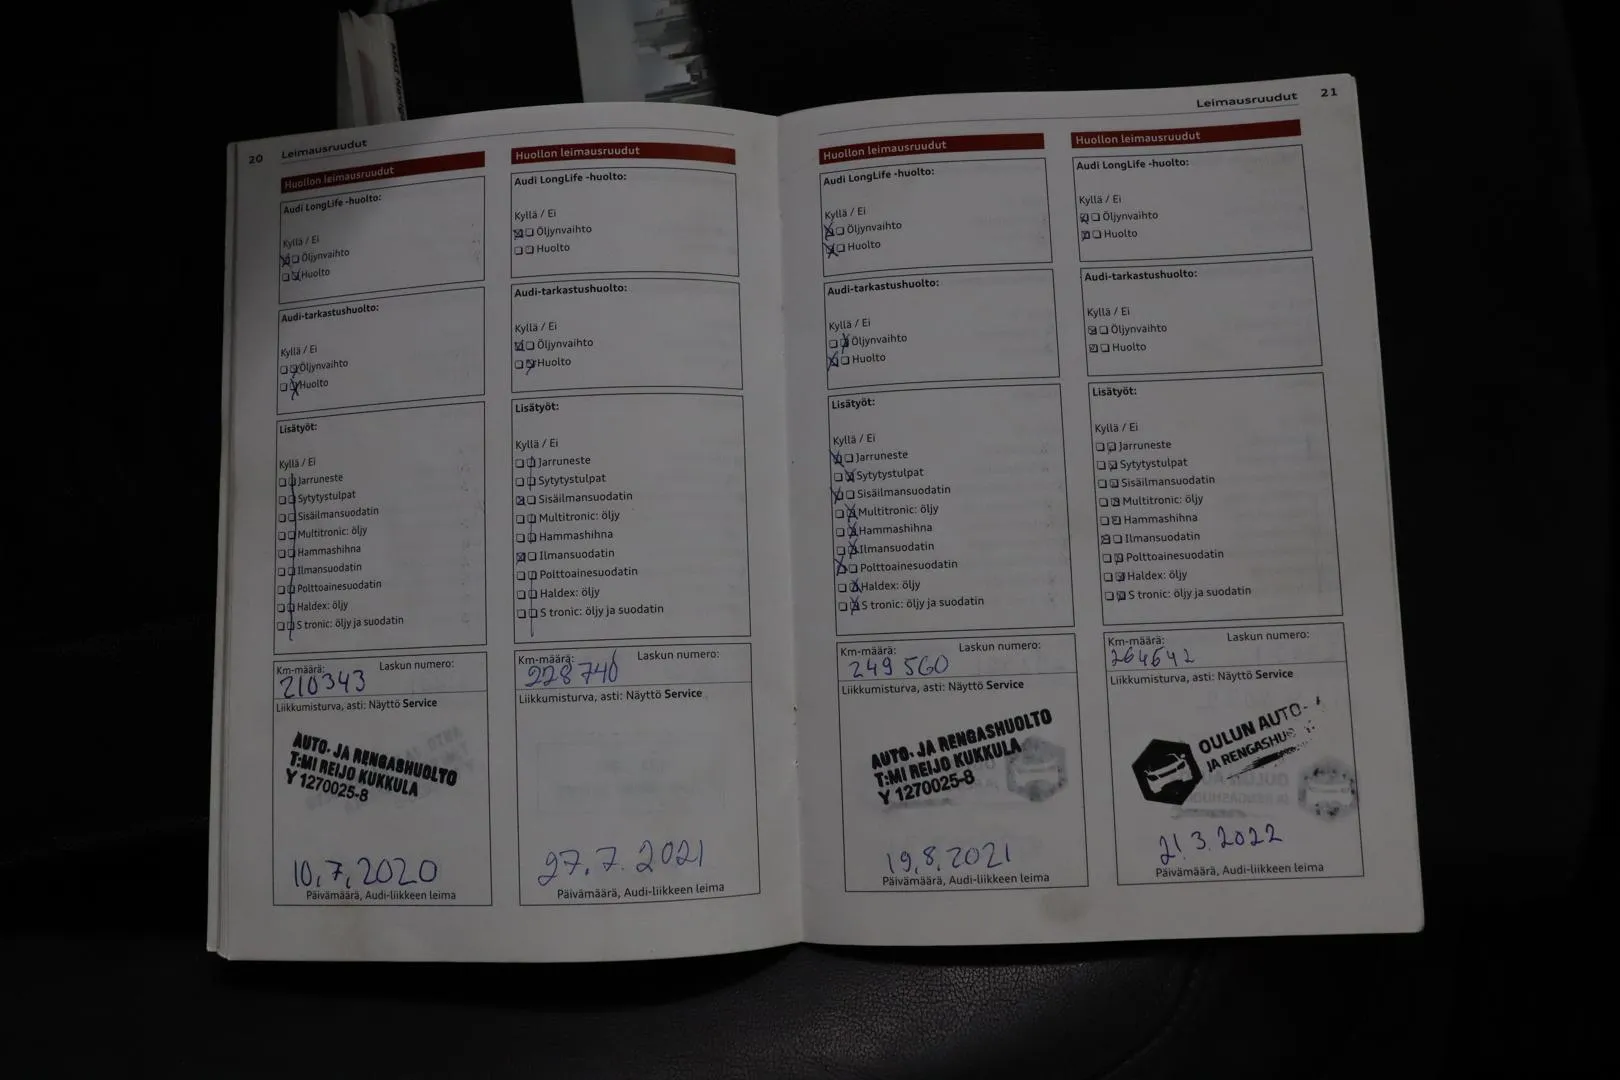 20 Leimausruudut
Huollon leimausruudut
Audi LongLife -huolto:
Kyllä / Ei
Öljynvaihto
Huolto
Audi-tarkastushuolto:
Kyllä / Ei
Öljynvaihto
Huolto
Lisätyöt:
Kyllä / Ei
Jarruneste
Sytytystulpat
Sisäilmansuodatin
Multitronic: öljy
Hammashihna
Ilmansuodatin
Polttoainesuodatin
Haldex: öljy
S tronic: öljy ja suodatin
Km-määrä: Laskun numero:
210343
Liikkumisturva, asti: Näyttö Service
AUTO- JA RENGASHUOLTO
T:MI REIJO KUKKULA
Y 1270025-8
10,7,2020
Päivämäärä, Audi-liikkeen leima
Huollon leimausruudut
Audi LongLife -huolto:
Kyllä / Ei
Öljynvaihto
Huolto
Audi-tarkastushuolto:
Kyllä / Ei
Öljynvaihto
Huolto
Lisätyöt:
Kyllä / Ei
Jarruneste
Sytytystulpat
Sisäilmansuodatin
Multitronic: öljy
Hammashihna
Ilmansuodatin
Polttoainesuodatin
Haldex: öljy
S tronic: öljy ja suodatin
Km-määrä: Laskun numero:
228740
Liikkumisturva, asti: Näyttö Service
27.7.2021
Päivämäärä, Audi-liikkeen leima
Leimausruudut 21
Huollon leimausruudut
Audi LongLife -huolto:
Kyllä / Ei
Öljynvaihto
Huolto
Audi-tarkastushuolto:
Kyllä / Ei
Öljynvaihto
Huolto
Lisätyöt:
Kyllä / Ei
Jarruneste
Sytytystulpat
Sisäilmansuodatin
Multitronic: öljy
Hammashihna
Ilmansuodatin
Polttoainesuodatin
Haldex: öljy
S tronic: öljy ja suodatin
Km-määrä: Laskun numero:
249 560
Liikkumisturva, asti: Näyttö Service
AUTO- JA RENGASHUOLTO
T:MI REIJO KUKKULA
Y 1270025-8
19,8.2021
Päivämäärä, Audi-liikkeen leima
Huollon leimausruudut
Audi LongLife -huolto:
Kyllä / Ei
Öljynvaihto
Huolto
Audi-tarkastushuolto:
Kyllä / Ei
Öljynvaihto
Huolto
Lisätyöt:
Kyllä / Ei
Jarruneste
Sytytystulpat
Sisäilmansuodatin
Multitronic: öljy
Hammashihna
Ilmansuodatin
Polttoainesuodatin
Haldex: öljy
S tronic: öljy ja suodatin
Km-määrä: Laskun numero:
264642
Liikkumisturva, asti: Näyttö Service
OULUN AUTO-
JA RENGASHU
21.3.2022
Päivämäärä, Audi-liikkeen leima